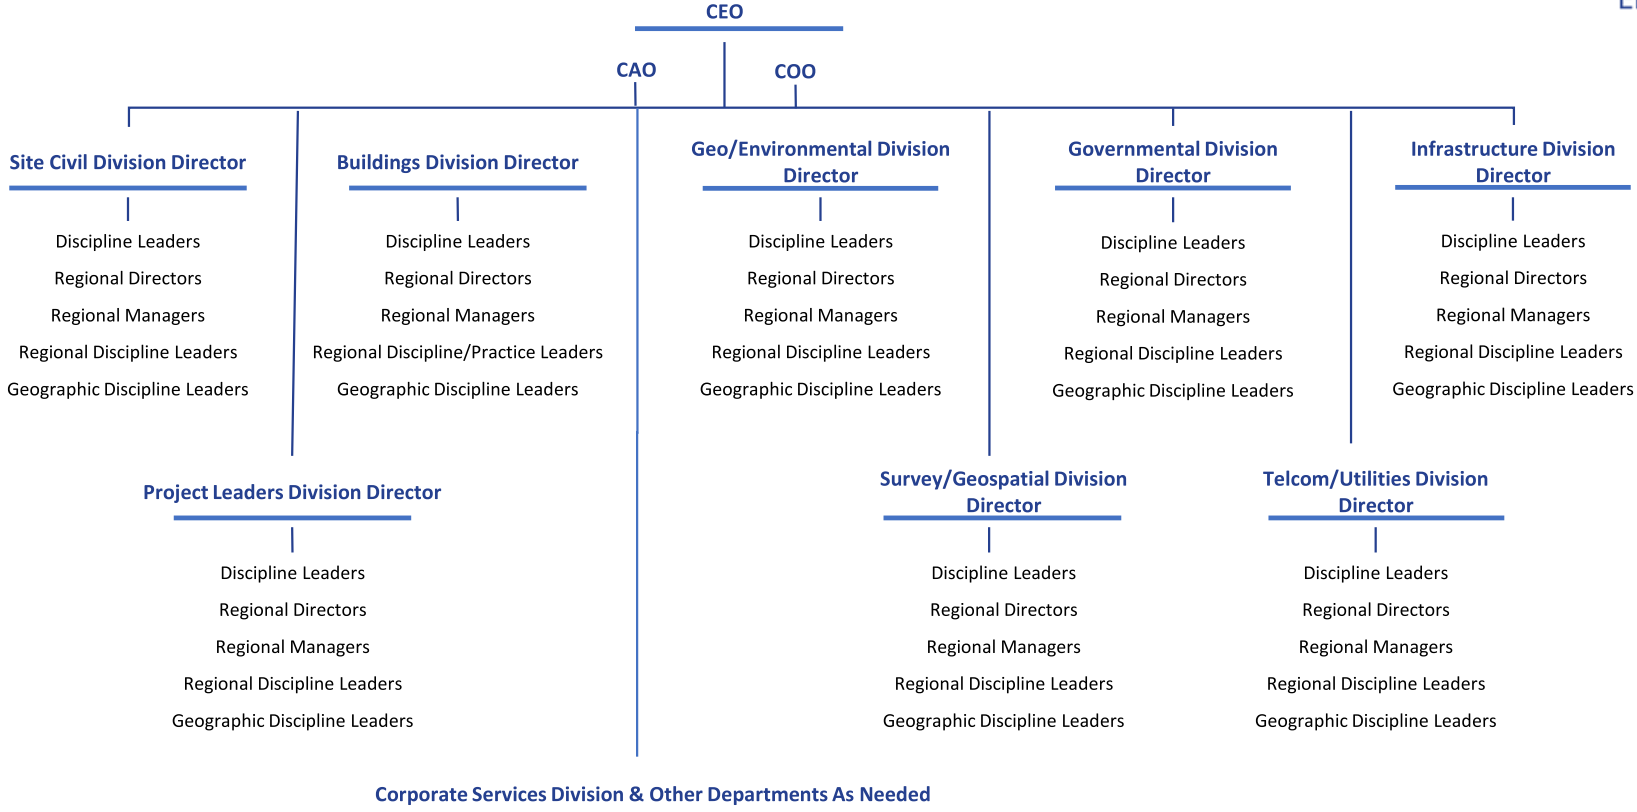 CEO
CAO
COO
Site Civil Division Director
Discipline Leaders
Regional Directors
Regional Managers
Regional Discipline Leaders
Geographic Discipline Leaders
Buildings Division Director
Discipline Leaders
Regional Directors
Regional Managers
Regional Discipline/Practice Leaders
Geographic Discipline Leaders
Geo/Environmental Division
Director
Discipline Leaders
Regional Directors
Regional Managers
Regional Discipline Leaders
Geographic Discipline Leaders
Governmental Division
Director
Discipline Leaders
Regional Directors
Regional Managers
Regional Discipline Leaders
Geographic Discipline Leaders
Infrastructure Division
Director
Discipline Leaders
Regional Directors
Regional Managers
Regional Discipline Leaders
Geographic Discipline Leaders
Project Leaders Division Director
Discipline Leaders
Regional Directors
Regional Managers
Regional Discipline Leaders
Geographic Discipline Leaders
Survey/Geospatial Division
Director
Discipline Leaders
Regional Directors
Regional Managers
Regional Discipline Leaders
Geographic Discipline Leaders
Telcom/Utilities Division
Director
Discipline Leaders
Regional Directors
Regional Managers
Regional Discipline Leaders
Geographic Discipline Leaders
Corporate Services Division & Other Departments As Needed